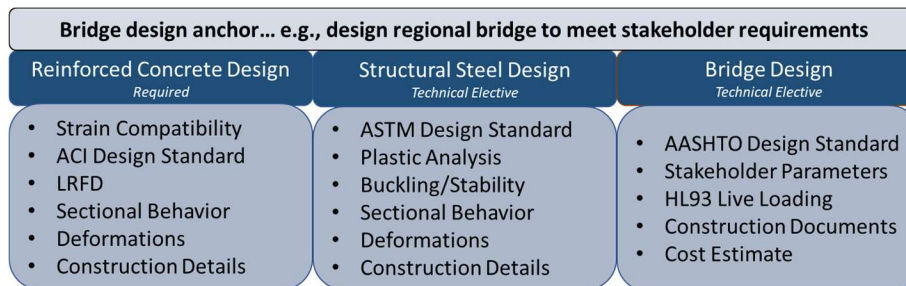 Bridge design anchor… e.g., design regional bridge to meet stakeholder requirements
Reinforced Concrete Design
Required
• Strain Compatibility
• ACI Design Standard
• LRFD
• Sectional Behavior
• Deformations
• Construction Details
Structural Steel Design
Technical Elective
• ASTM Design Standard
• Plastic Analysis
• Buckling/Stability
• Sectional Behavior
• Deformations
• Construction Details
Bridge Design
Technical Elective
• AASHTO Design Standard
• Stakeholder Parameters
• HL93 Live Loading
• Construction Documents
• Cost Estimate